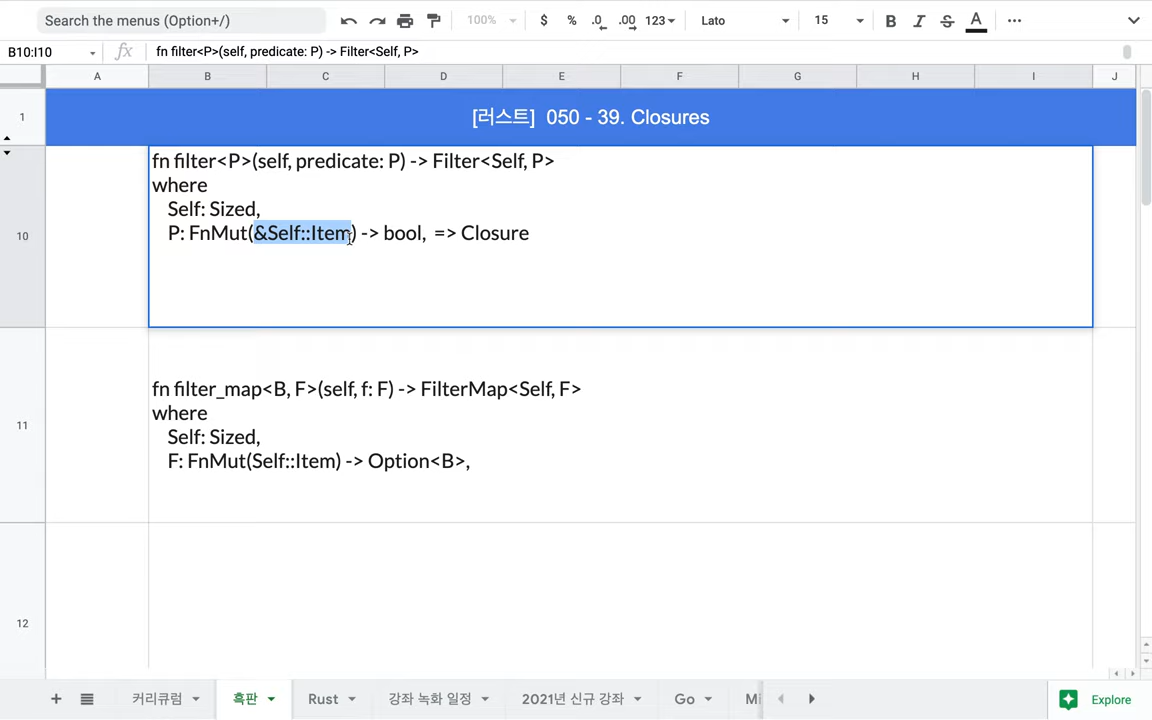 Search the menus (Option+/)
100%
$ % .0 .00 123 Lato 15 B I S A ...
B10:I10 fx fn filter<P>(self, predicate: P) -> Filter<Self, P>
A B C D E F G H I J
1 [러스트] 050 - 39. Closures
fn filter<P>(self, predicate: P) -> Filter<Self, P>
where
Self: Sized,
10 P: FnMut(&Self::Item) -> bool, => Closure
fn filter_map<B, F>(self, f: F) -> FilterMap<Self, F>
where
11 Self: Sized,
F: FnMut(Self::Item) -> Option<B>,
12
+ 커리큘럼 흑판 Rust 강좌 녹화 일정 2021년 신규 강좌 Go Explore